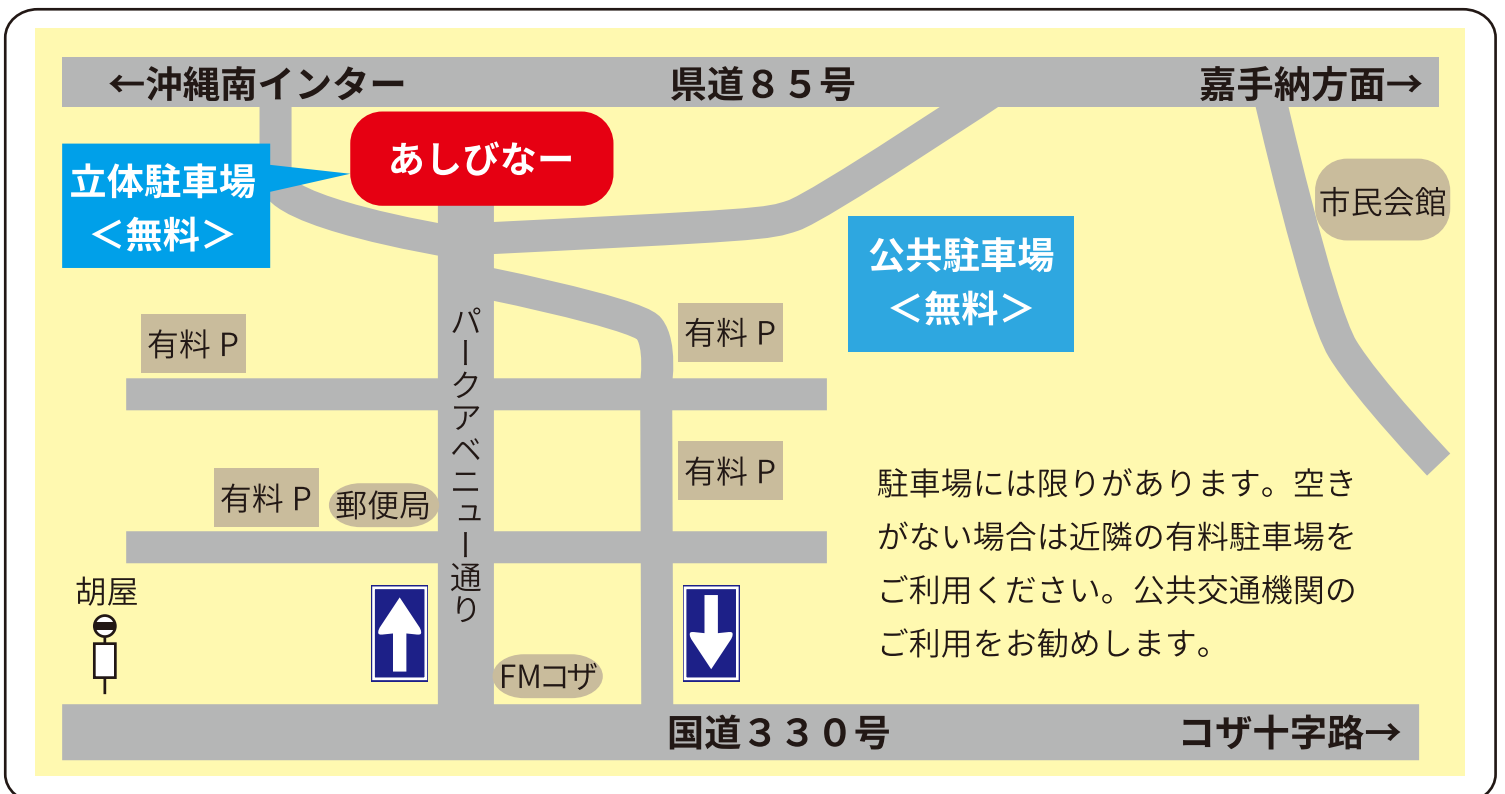 ←沖縄南インター
県道８５号
嘉手納方面→
あしびなー
立体駐車場
＜無料＞
市民会館
公共駐車場
＜無料＞
有料 P
有料 P
パークアベニュー通り
有料 P
有料 P
郵便局
駐車場には限りがあります。空き
がない場合は近隣の有料駐車場を
ご利用ください。公共交通機関の
ご利用をお勧めします。
胡屋
FMコザ
国道３３０号
コザ十字路→